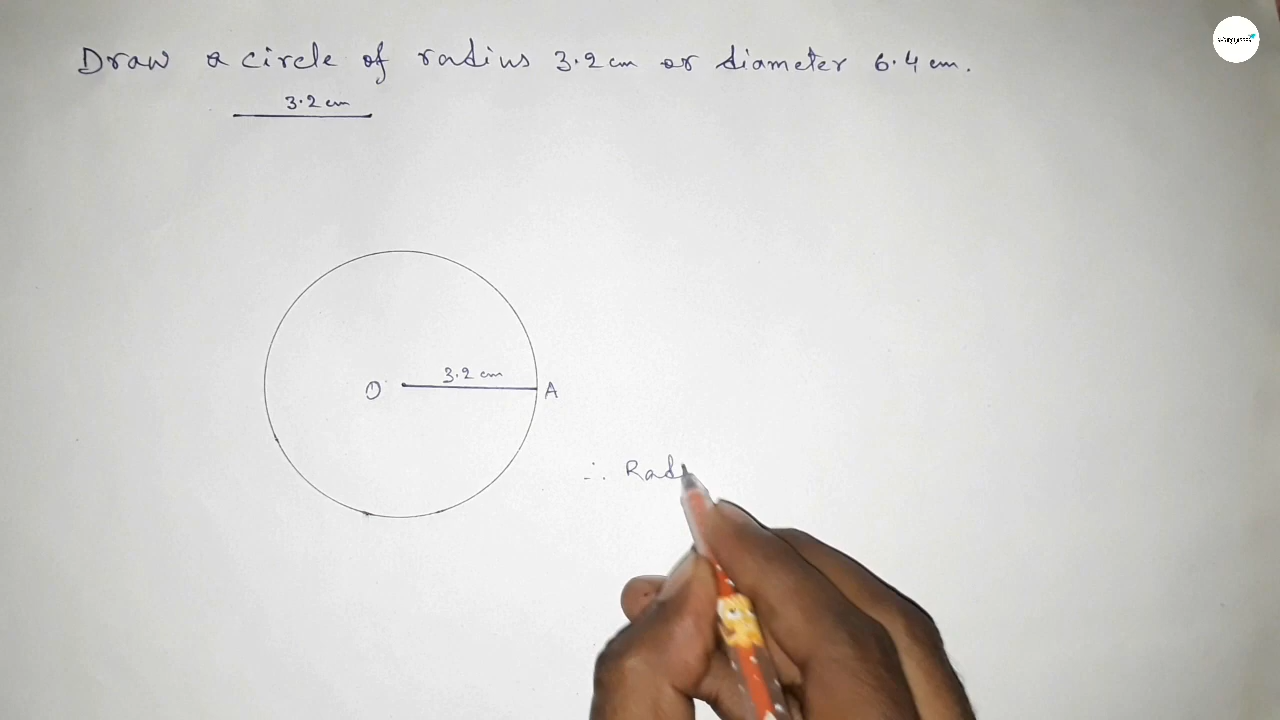 Draw a circle of radius 3.2 cm or diameter 6.4 cm.
3.2 cm
3.2 cm
O
A
∴ Rad